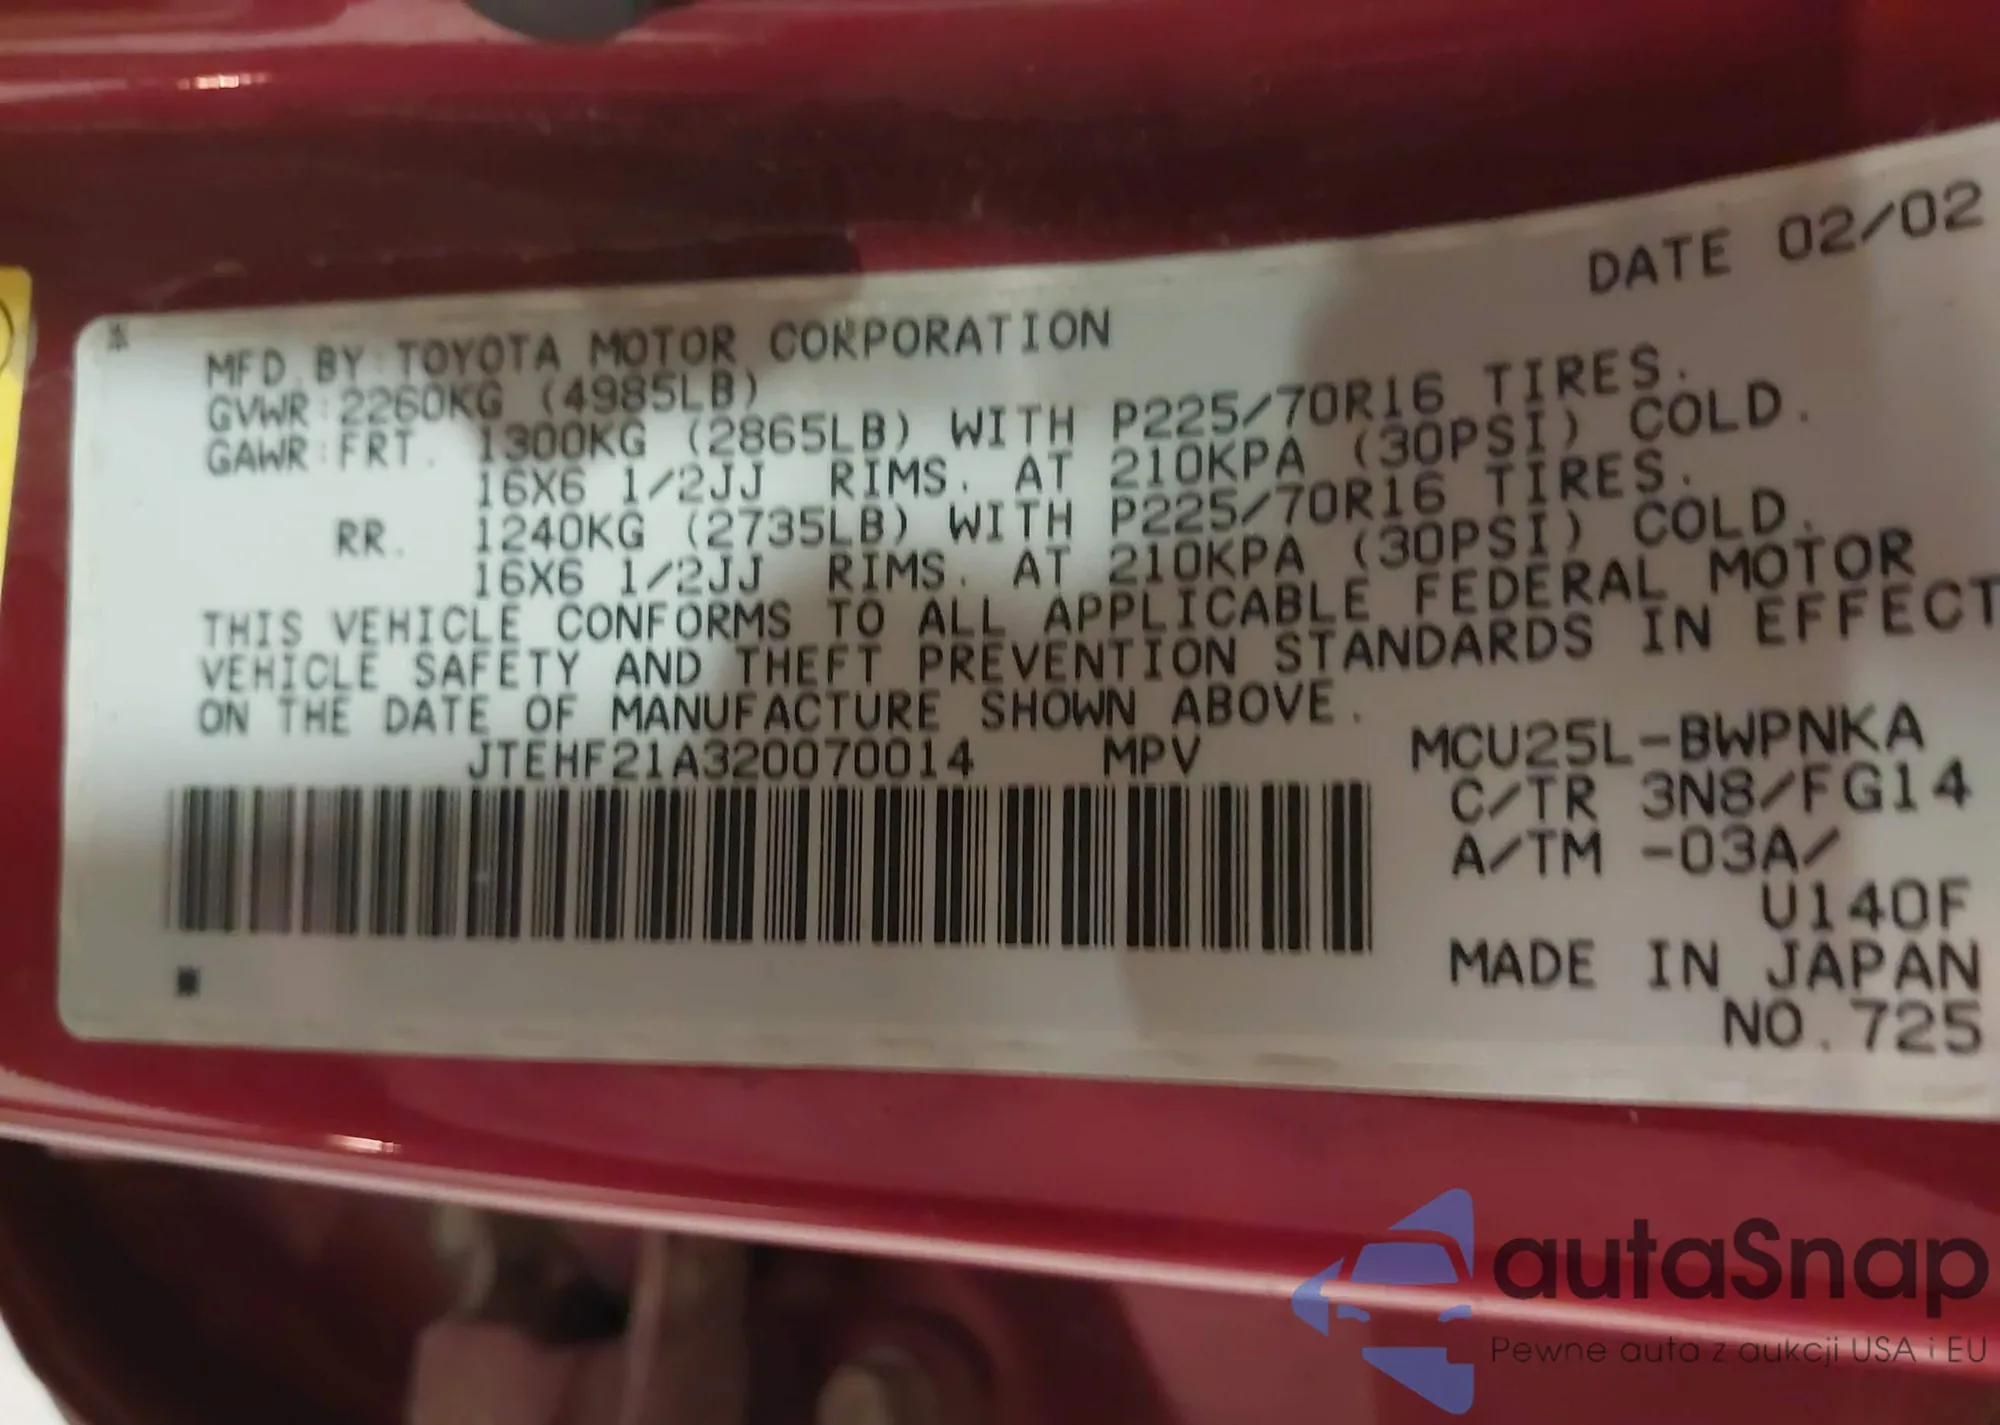 DATE 02/02
MFD. BY: TOYOTA MOTOR CORPORATION
GVWR:2260KG (4985LB)
GAWR:FRT. 1300KG (2865LB) WITH P225/70R16 TIRES.
16X6 1/2JJ RIMS. AT 210KPA (30PSI) COLD.
RR. 1240KG (2735LB) WITH P225/70R16 TIRES.
16X6 1/2JJ RIMS. AT 210KPA (30PSI) COLD.
THIS VEHICLE CONFORMS TO ALL APPLICABLE FEDERAL MOTOR
VEHICLE SAFETY AND THEFT PREVENTION STANDARDS IN EFFECT
ON THE DATE OF MANUFACTURE SHOWN ABOVE.
JTEHF21A320070014 MPV MCU25L-BWPNKA
C/TR 3N8/FG14
A/TM -03A/
U140F
MADE IN JAPAN
NO.725
autaSnap
Pewne auta z aukcji USA i EU